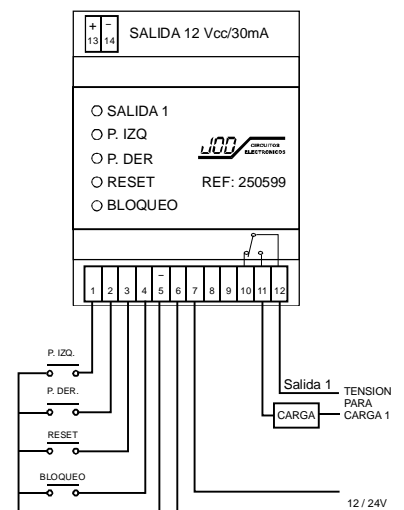 + −
13 14 SALIDA 12 Vcc/30mA
SALIDA 1
P. IZQ
P. DER
RESET
BLOQUEO
JOD CIRCUITOS
ELECTRONICOS
REF: 250599
−
1 2 3 4 5 6 7 8 9 10 11 12
P. IZQ.
P. DER.
RESET
BLOQUEO
Salida 1
CARGA
TENSION
PARA
CARGA 1
12 / 24V